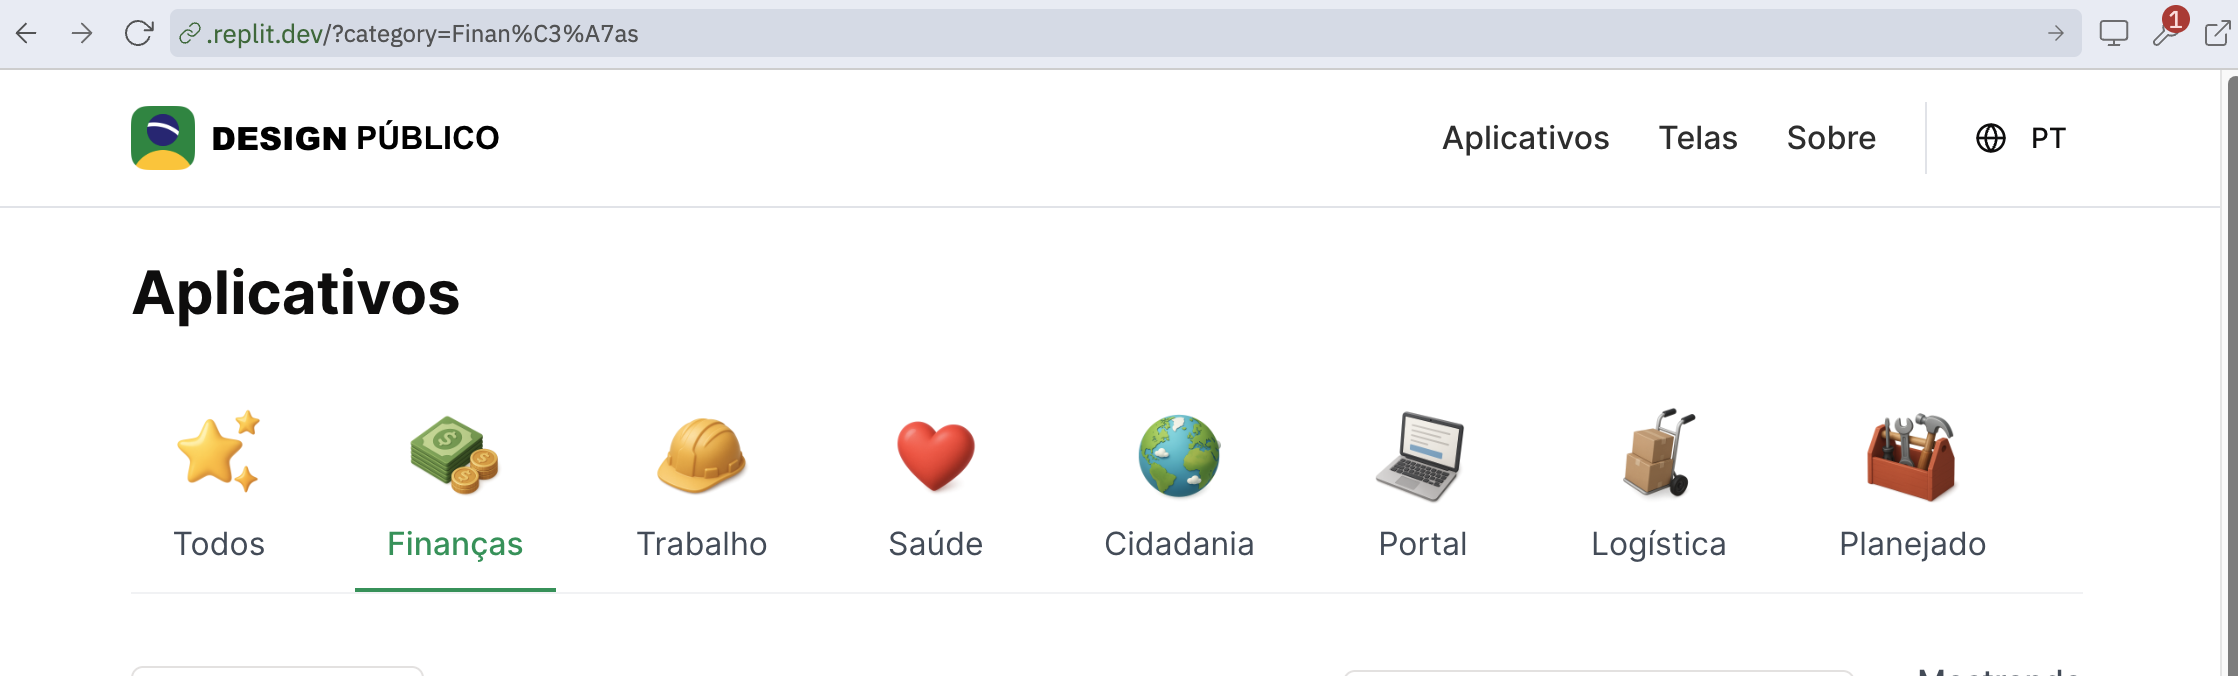 .replit.dev/?category=Finan%C3%A7as
1
DESIGN PÚBLICO
Aplicativos
Telas
Sobre
PT
Aplicativos
Todos
Finanças
Trabalho
Saúde
Cidadania
Portal
Logística
Planejado